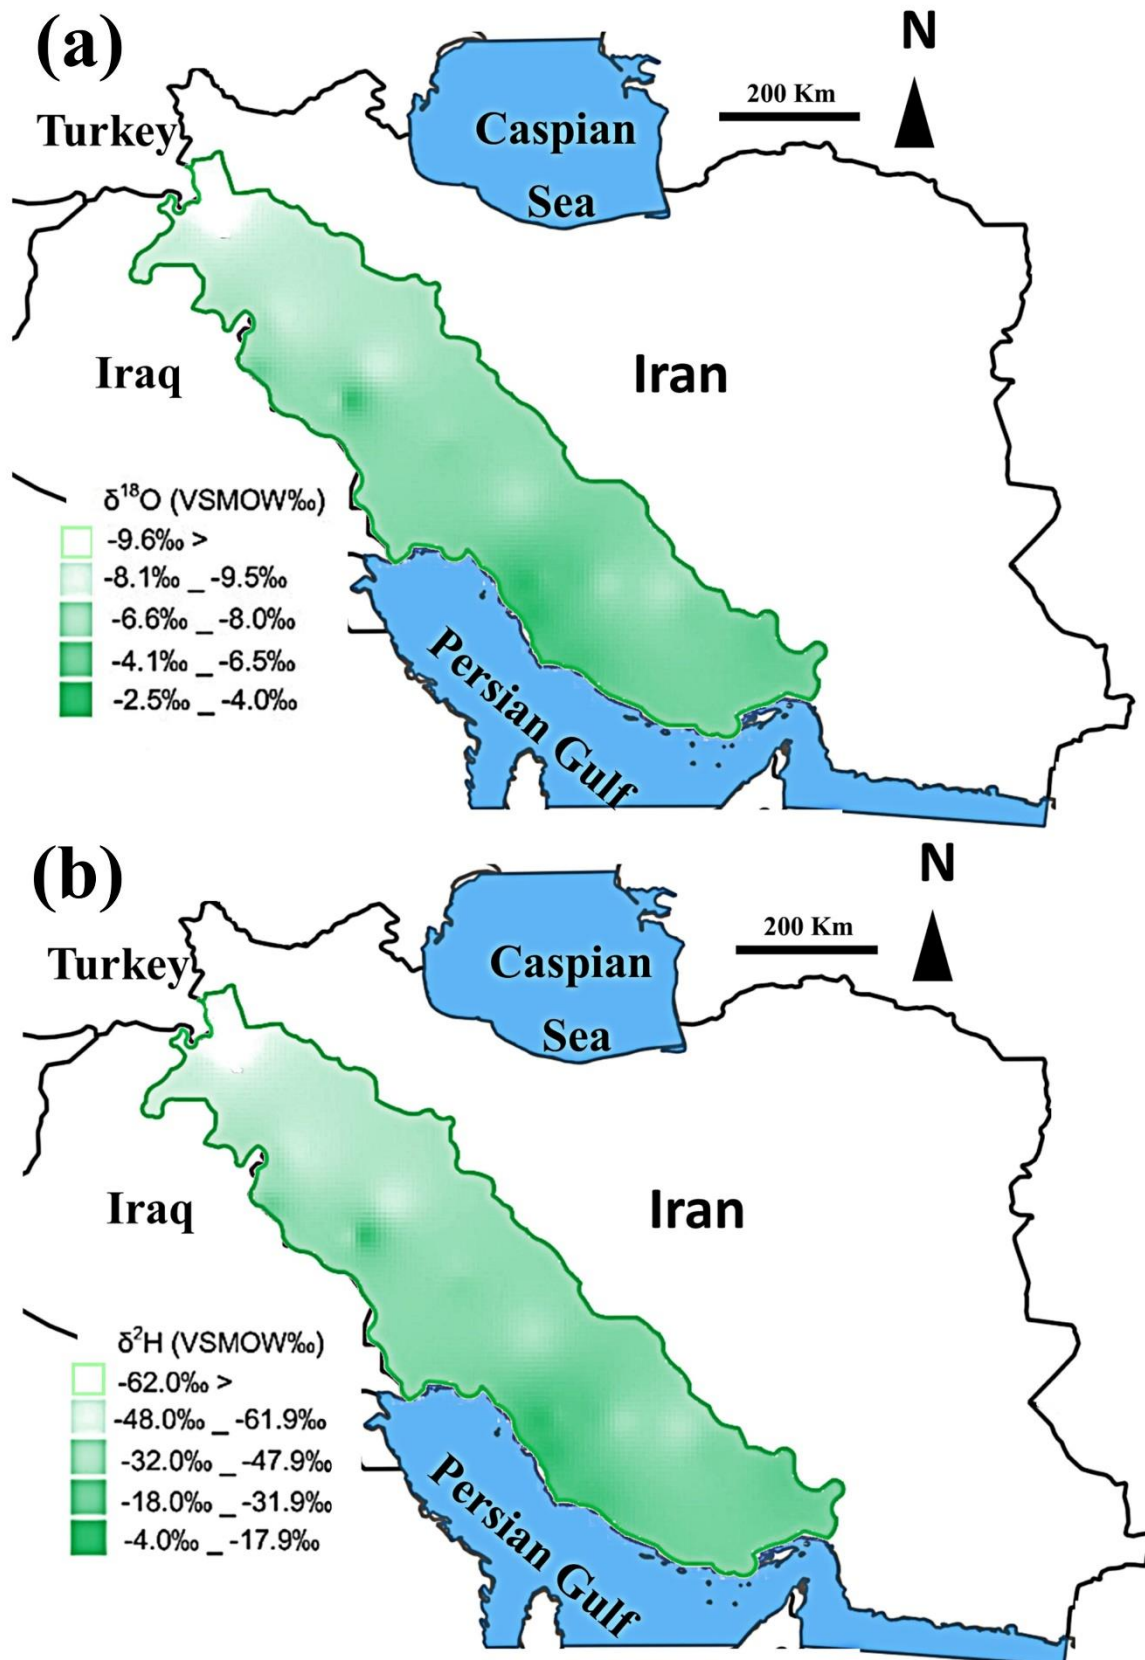 (a)
N
200 Km
Turkey
Caspian
Sea
Iraq
Iran
δ¹⁸O (VSMOW‰)
-9.6‰ >
-8.1‰ _ -9.5‰
-6.6‰ _ -8.0‰
-4.1‰ _ -6.5‰
-2.5‰ _ -4.0‰
Persian Gulf
(b)
N
200 Km
Turkey
Caspian
Sea
Iraq
Iran
δ²H (VSMOW‰)
-62.0‰ >
-48.0‰ _ -61.9‰
-32.0‰ _ -47.9‰
-18.0‰ _ -31.9‰
-4.0‰ _ -17.9‰
Persian Gulf